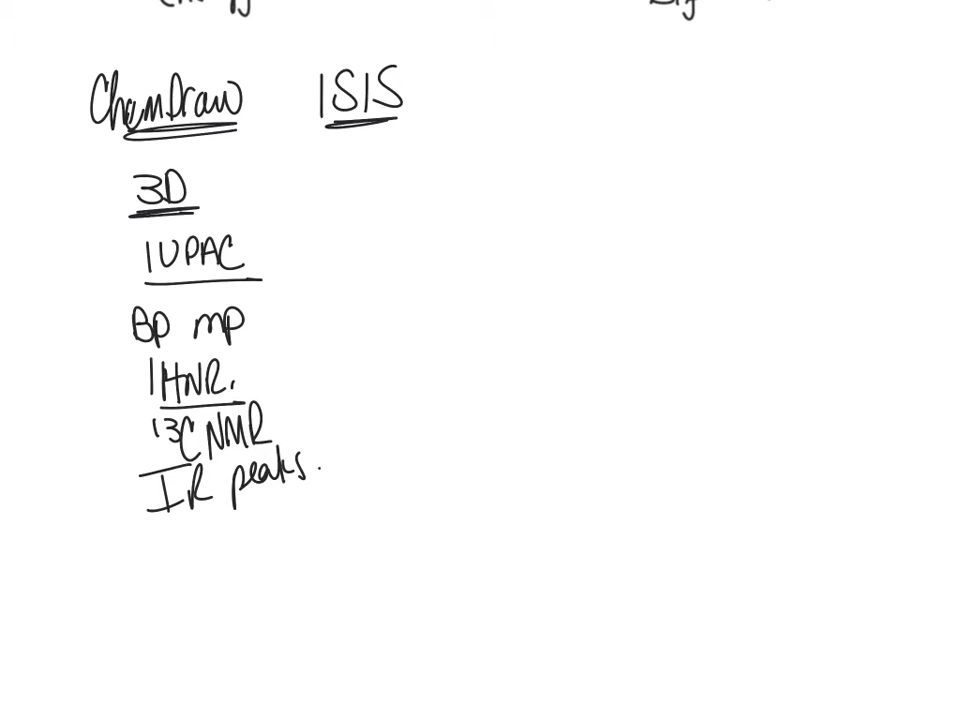 ChemDraw ISIS
3D
IUPAC
Bp mp
1HNR.
13C NMR
IR peaks.